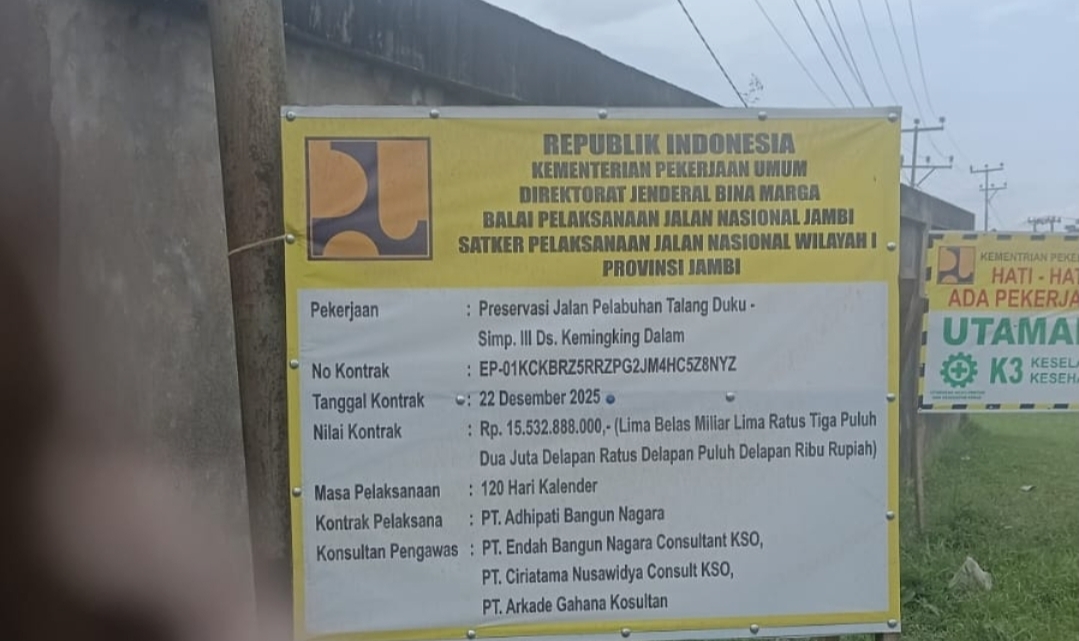 REPUBLIK INDONESIA
KEMENTERIAN PEKERJAAN UMUM
DIREKTORAT JENDERAL BINA MARGA
BALAI PELAKSANAAN JALAN NASIONAL JAMBI
SATKER PELAKSANAAN JALAN NASIONAL WILAYAH I
PROVINSI JAMBI
Pekerjaan : Preservasi Jalan Pelabuhan Talang Duku -
Simp. III Ds. Kemingking Dalam
No Kontrak : EP-01KCKBRZ5RRZPG2JM4HC5Z8NYZ
Tanggal Kontrak : 22 Desember 2025
Nilai Kontrak : Rp. 15.532.888.000,- (Lima Belas Miliar Lima Ratus Tiga Puluh
Dua Juta Delapan Ratus Delapan Puluh Delapan Ribu Rupiah)
Masa Pelaksanaan : 120 Hari Kalender
Kontrak Pelaksana : PT. Adhipati Bangun Nagara
Konsultan Pengawas : PT. Endah Bangun Nagara Consultant KSO,
PT. Ciriatama Nusawidya Consult KSO,
PT. Arkade Gahana Kosultan
KEMENTRIAN PEKE
HATI - HAT
ADA PEKERJA
UTAMA
K3 KESELA
KESEHA